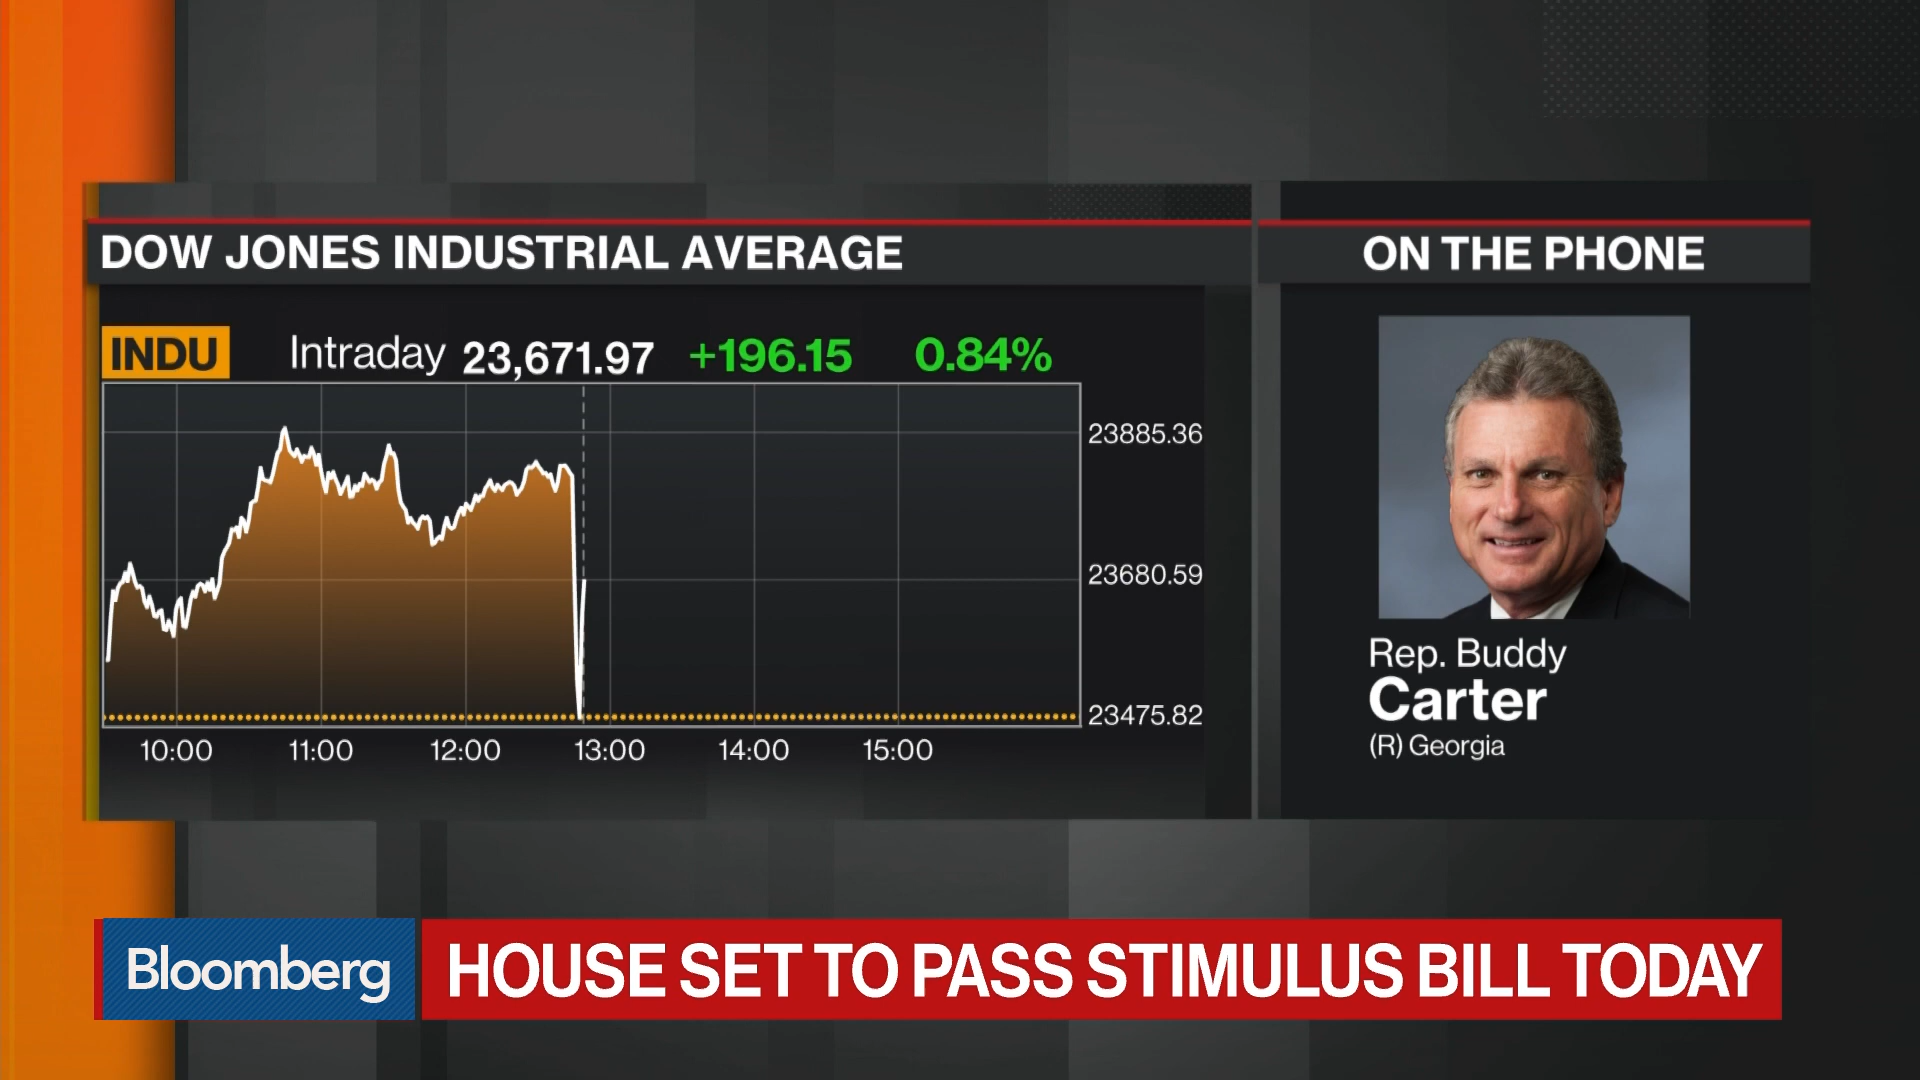 DOW JONES INDUSTRIAL AVERAGE
INDU Intraday 23,671.97 +196.15 0.84%
23885.36
23680.59
23475.82
10:00 11:00 12:00 13:00 14:00 15:00
ON THE PHONE
Rep. Buddy
Carter
(R) Georgia
Bloomberg
HOUSE SET TO PASS STIMULUS BILL TODAY